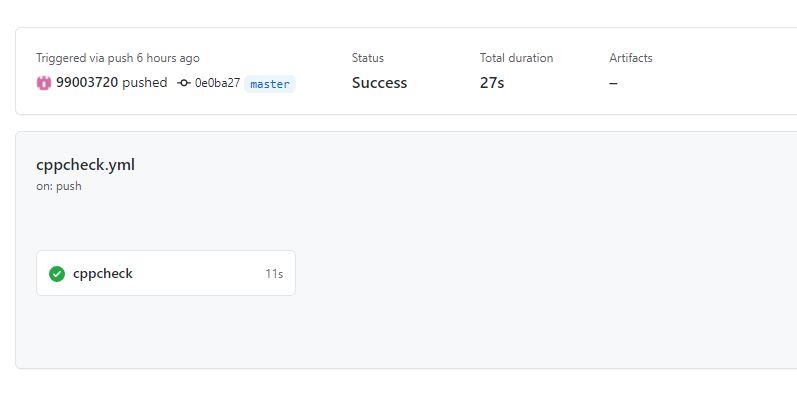 Triggered via push 6 hours ago
99003720 pushed 0e0ba27 master
Status
Success
Total duration
27s
Artifacts
–
cppcheck.yml
on: push
cppcheck 11s